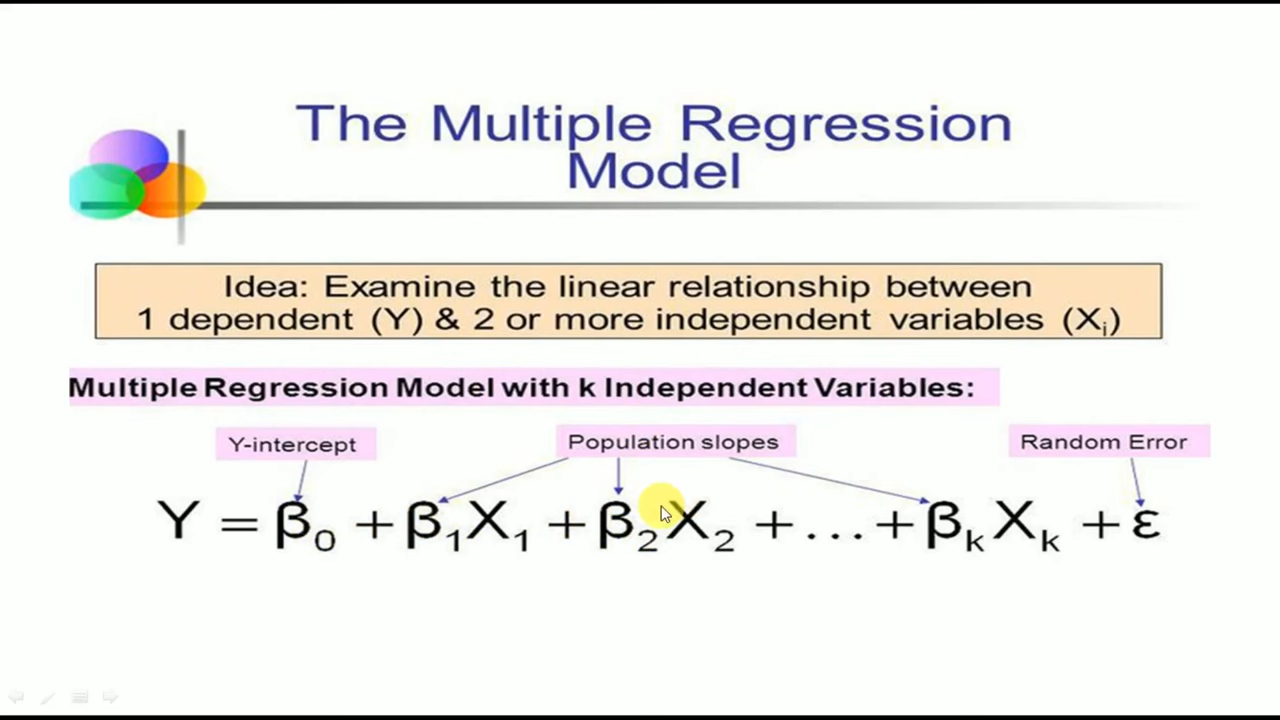 The Multiple Regression
Model
Idea: Examine the linear relationship between
1 dependent (Y) & 2 or more independent variables (Xᵢ)
Multiple Regression Model with k Independent Variables:
Y-intercept Population slopes Random Error
Y = β₀ + β₁X₁ + β₂X₂ + ... + βₖXₖ + ε